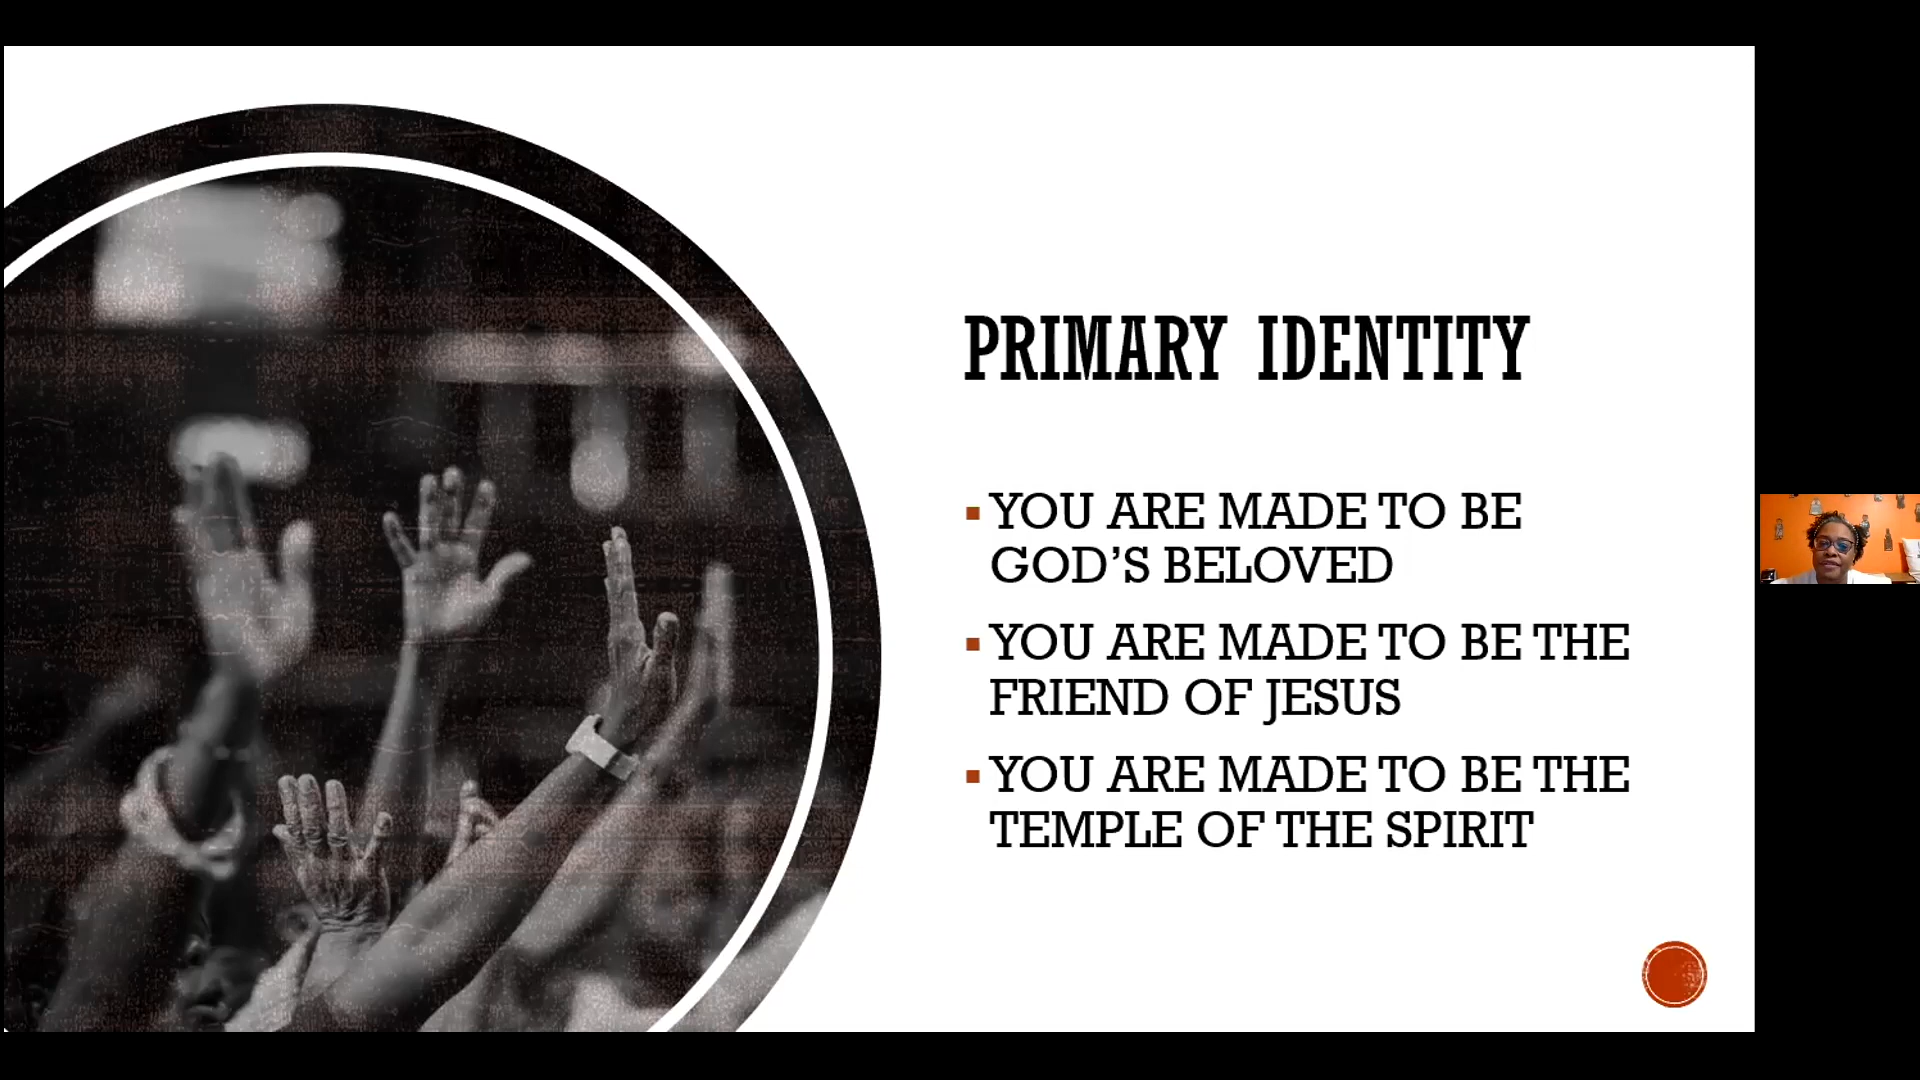 PRIMARY IDENTITY
▪ YOU ARE MADE TO BE
GOD’S BELOVED
▪ YOU ARE MADE TO BE THE
FRIEND OF JESUS
▪ YOU ARE MADE TO BE THE
TEMPLE OF THE SPIRIT